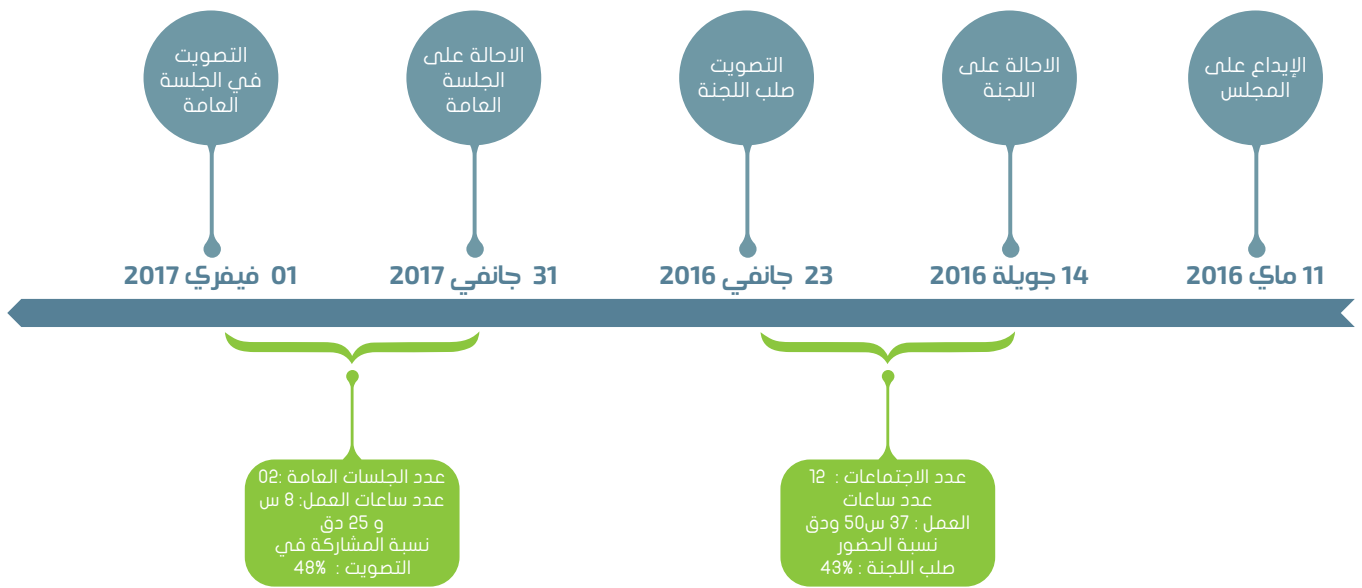 الإيداع على
المجلس
11 ماي 2016
الاحالة على
اللجنة
14 جويلة 2016
التصويت
صلب اللجنة
23 جانفي 2016
الاحالة على
الجلسة
العامة
31 جانفي 2017
التصويت
في الجلسة
العامة
01 فيفري 2017
عدد الاجتماعات : 12
عدد ساعات
العمل : 37 س50 ودق
نسبة الحضور
صلب اللجنة : 43%
عدد الجلسات العامة :02
عدد ساعات العمل: 8 س
و 25 دق
نسبة المشاركة في
التصويت : 48%